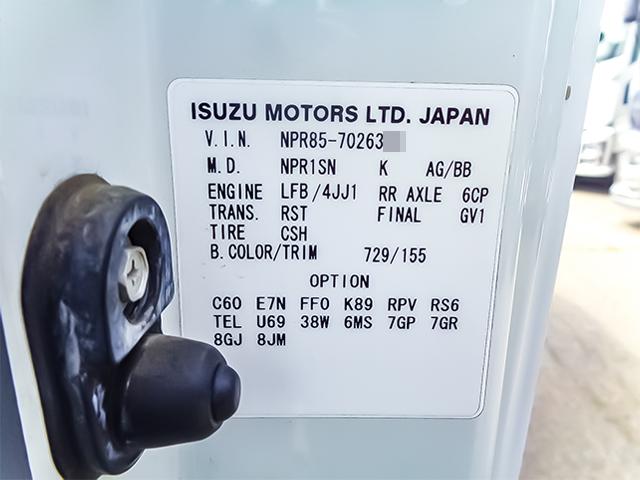 ISUZU MOTORS LTD. JAPAN
V.I.N. NPR85-70263
M.D. NPR1SN K AG/BB
ENGINE LFB/4JJ1 RR AXLE 6CP
TRANS. RST FINAL GV1
TIRE CSH
B.COLOR/TRIM 729/155
OPTION
C60 E7N FF0 K89 RPV RS6
TEL U69 38W 6MS 7GP 7GR
8GJ 8JM